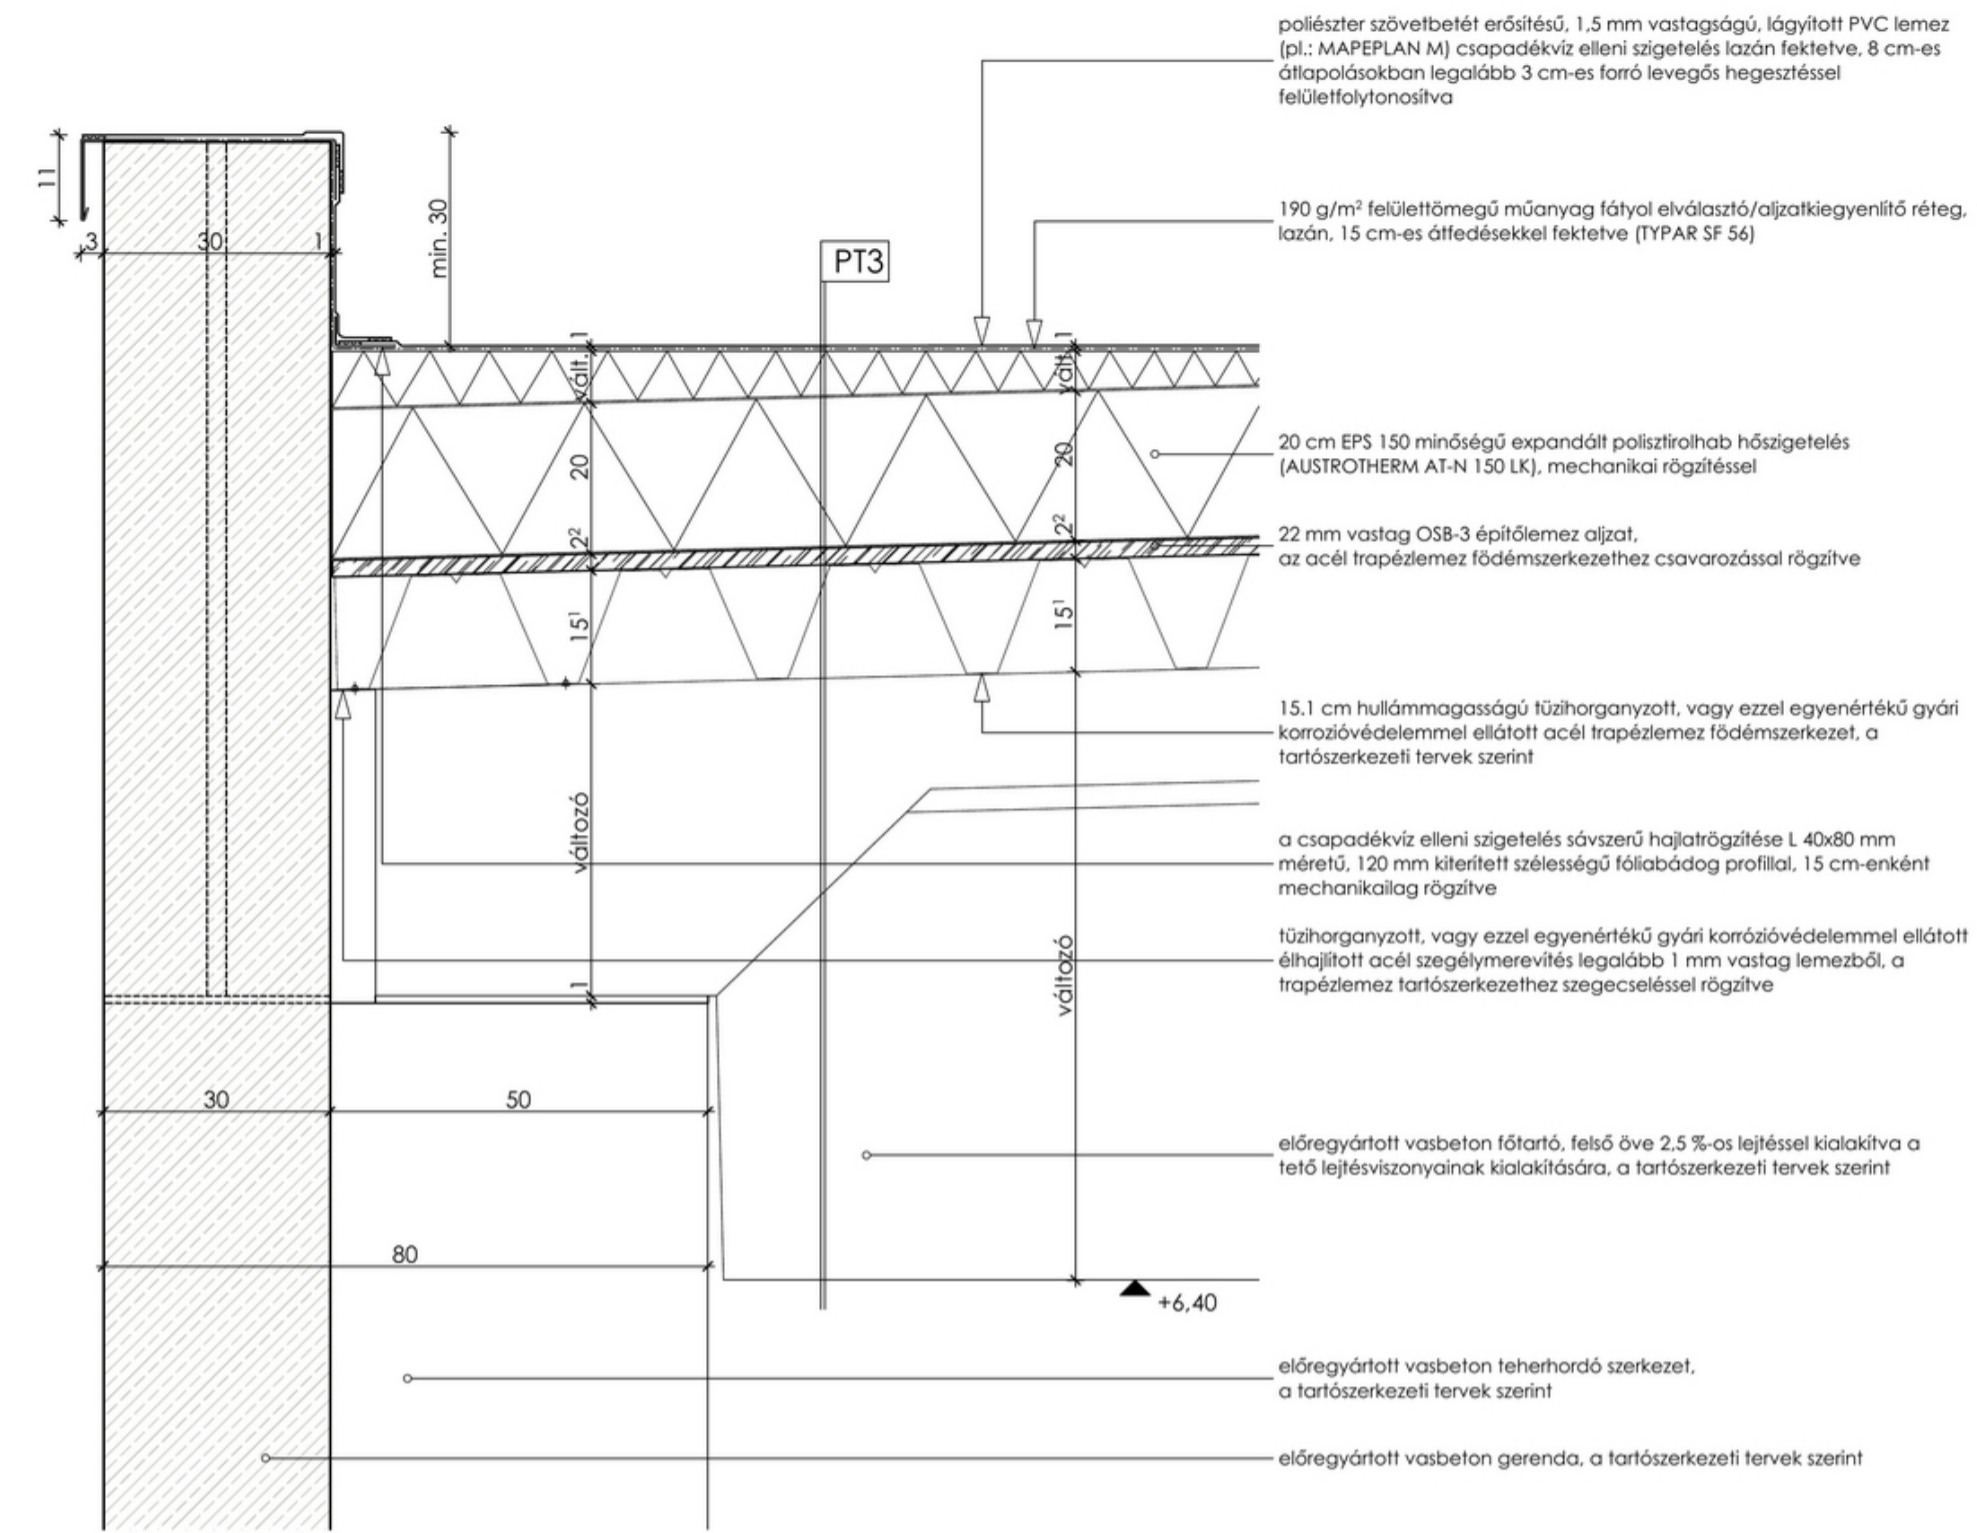 poliészter szövetbetét erősítésű, 1,5 mm vastagságú, lágyított PVC lemez
(pl.: MAPEPLAN M) csapadékvíz elleni szigetelés lazán fektetve, 8 cm-es
átlapolásokban legalább 3 cm-es forró levegős hegesztéssel
felületfolytonosítva
11
3
30
1
min. 30
PT3
190 g/m² felülettömegű műanyag fátyol elválasztó/aljzatkiegyenlítő réteg,
lazán, 15 cm-es átfedésekkel fektetve (TYPAR SF 56)
1
vált.
20
2²
15¹
változó
1
1
vált.
20
2²
15¹
változó
20 cm EPS 150 minőségű expandált polisztirolhab hőszigetelés
(AUSTROTHERM AT-N 150 LK), mechanikai rögzítéssel
22 mm vastag OSB-3 építőlemez aljzat,
az acél trapézlemez födémszerkezethez csavarozással rögzítve
15.1 cm hullámmagasságú tüzihorganyzott, vagy ezzel egyenértékű gyári
korrozióvédelemmel ellátott acél trapézlemez födémszerkezet, a
tartószerkezeti tervek szerint
a csapadékvíz elleni szigetelés sávszerű hajlatrögzítése L 40x80 mm
méretű, 120 mm kiterített szélességű fóliabádog profillal, 15 cm-enként
mechanikailag rögzítve
tüzihorganyzott, vagy ezzel egyenértékű gyári korrózióvédelemmel ellátott
élhajlított acél szegélymerevítés legalább 1 mm vastag lemezből, a
trapézlemez tartószerkezethez szegecseléssel rögzítve
30
50
előregyártott vasbeton főtartó, felső öve 2,5 %-os lejtéssel kialakítva a
tető lejtésviszonyainak kialakítására, a tartószerkezeti tervek szerint
80
+6,40
előregyártott vasbeton teherhordó szerkezet,
a tartószerkezeti tervek szerint
előregyártott vasbeton gerenda, a tartószerkezeti tervek szerint